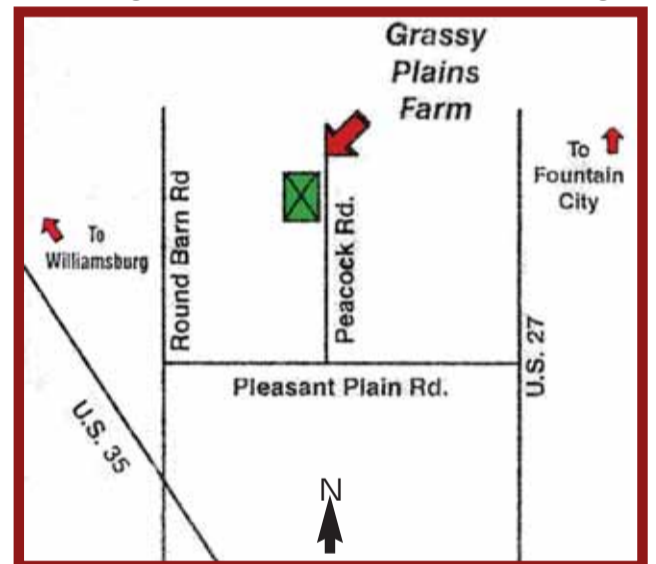 Grassy
Plains
Farm
To
Fountain
City
Round Barn Rd
Peacock Rd.
To
Williamsburg
U.S. 27
Pleasant Plain Rd.
U.S. 35
N